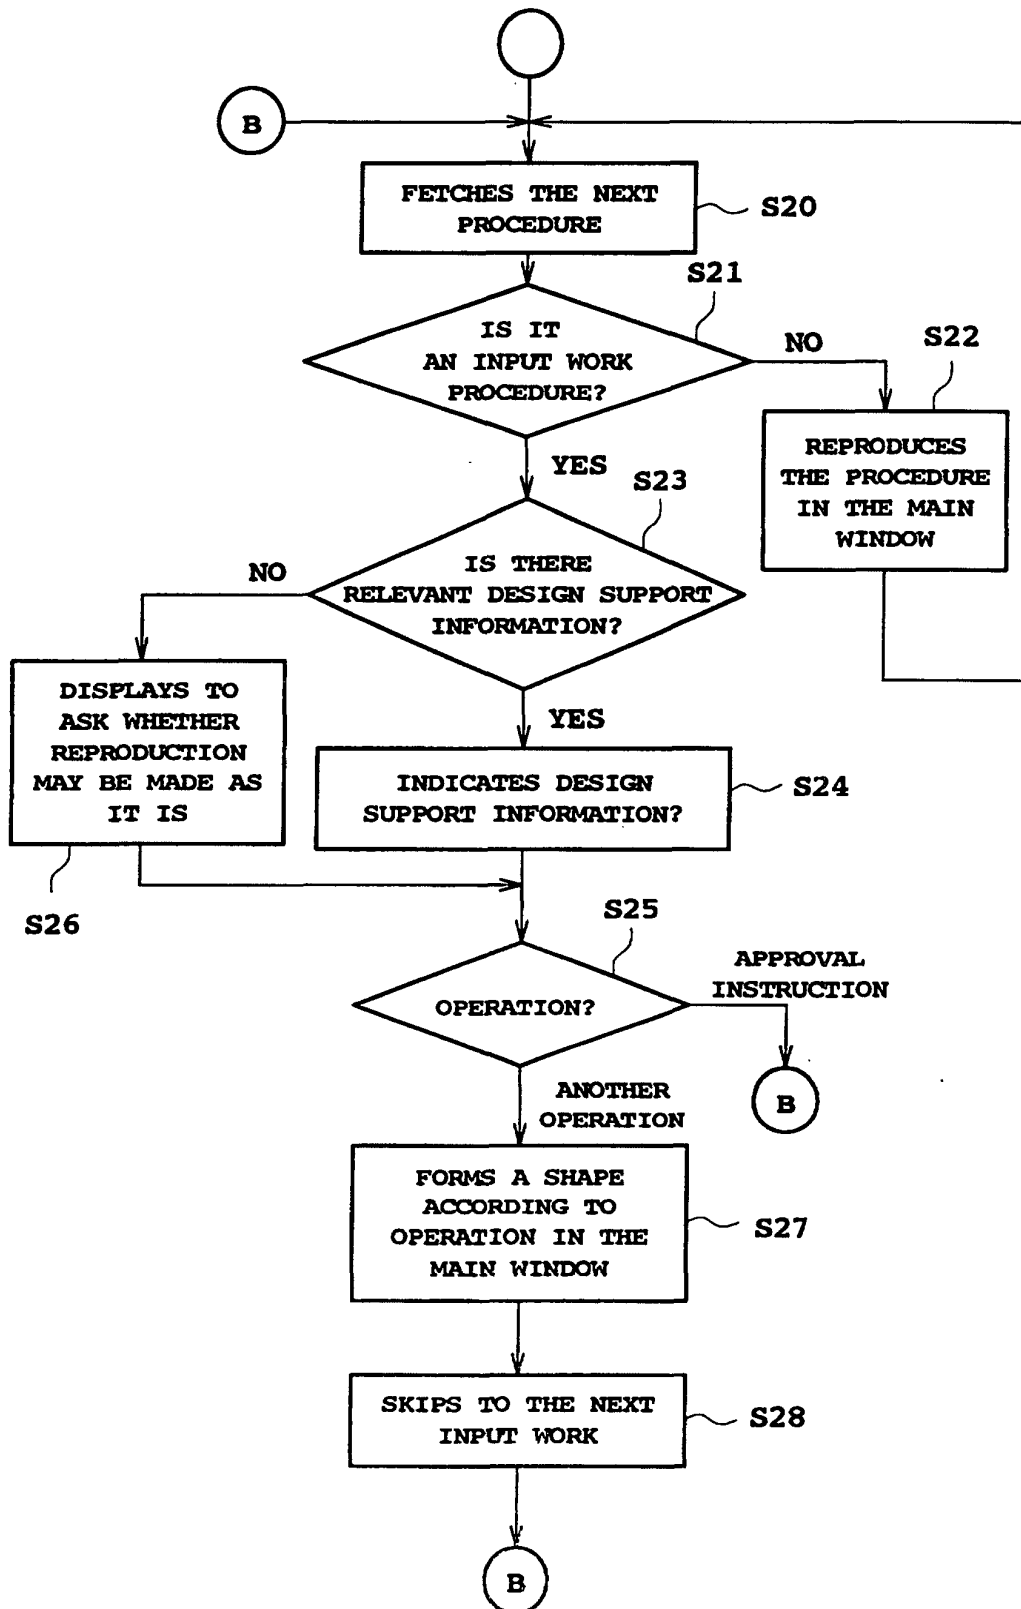 B
FETCHES THE NEXT
PROCEDURE
S20
S21
IS IT
AN INPUT WORK
PROCEDURE?
NO
S22
REPRODUCES
THE PROCEDURE
IN THE MAIN
WINDOW
YES
S23
IS THERE
RELEVANT DESIGN SUPPORT
INFORMATION?
NO
DISPLAYS TO
ASK WHETHER
REPRODUCTION
MAY BE MADE AS
IT IS
S26
YES
INDICATES DESIGN
SUPPORT INFORMATION?
S24
S25
OPERATION?
APPROVAL
INSTRUCTION
B
ANOTHER
OPERATION
FORMS A SHAPE
ACCORDING TO
OPERATION IN THE
MAIN WINDOW
S27
SKIPS TO THE NEXT
INPUT WORK
S28
B